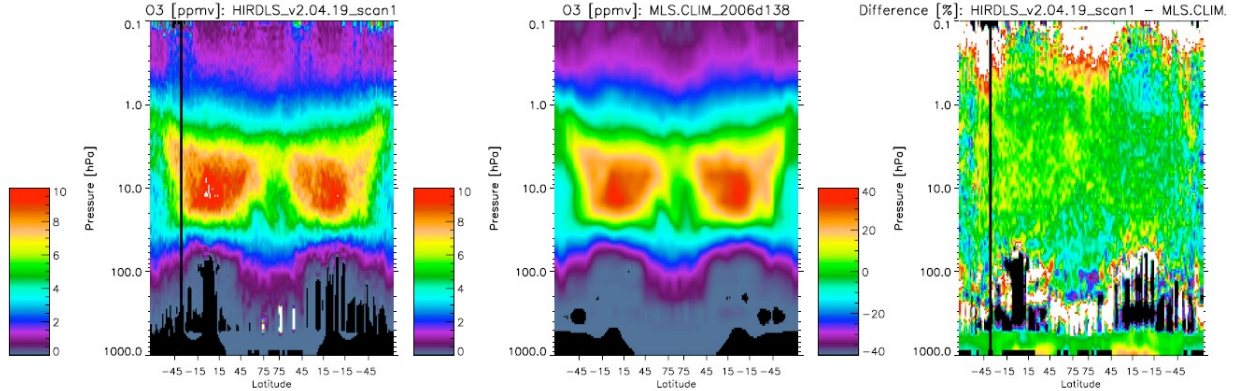 O3 [ppmv]: HIRDLS_v2.04.19_scan1
O3 [ppmv]: MLS.CLIM_2006d138
Difference [%]: HIRDLS_v2.04.19_scan1 - MLS.CLIM.
0.1
1.0
10.0
100.0
1000.0
Pressure [hPa]
10
8
6
4
2
0
-45 -15 15 45 75 75 45 15 -15 -45
Latitude
0.1
1.0
10.0
100.0
1000.0
Pressure [hPa]
10
8
6
4
2
0
-45 -15 15 45 75 75 45 15 -15 -45
Latitude
0.1
1.0
10.0
100.0
1000.0
Pressure [hPa]
40
20
0
-20
-40
-45 -15 15 45 75 75 45 15 -15 -45
Latitude